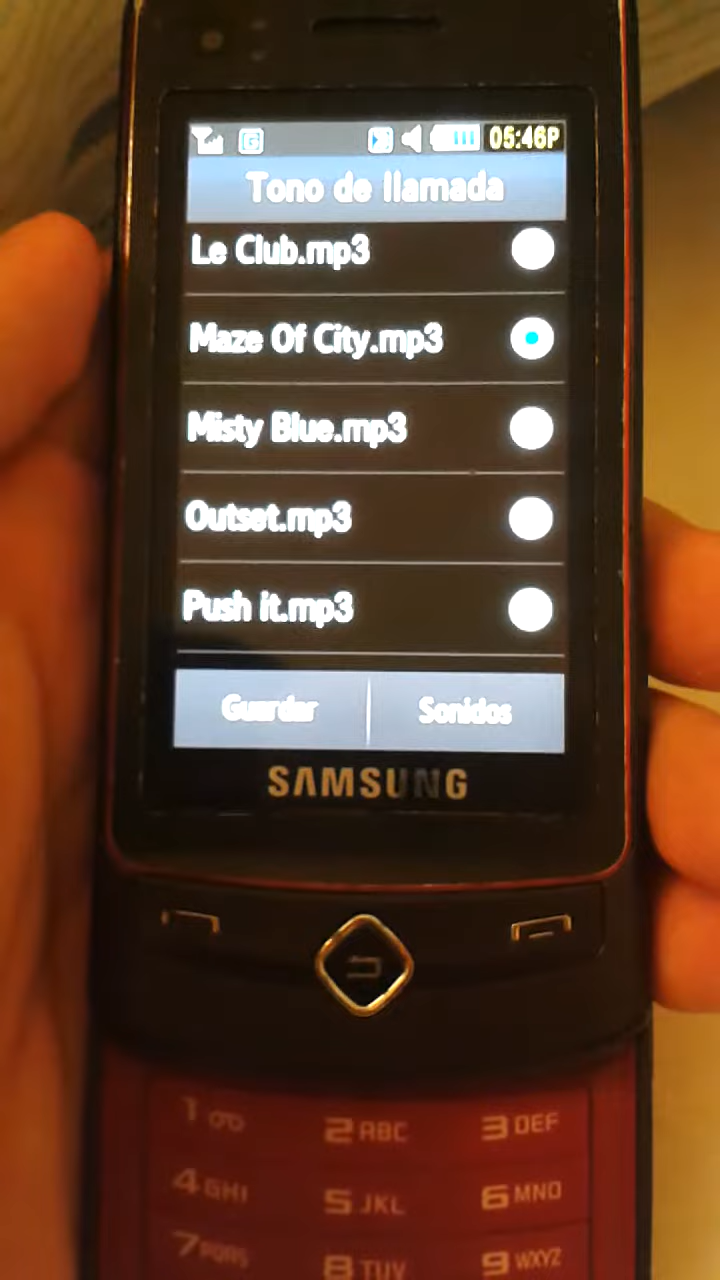 05:46P
Tono de llamada
Le Club.mp3
Maze Of City.mp3
Misty Blue.mp3
Outset.mp3
Push it.mp3
Guardar Sonidos
SAMSUNG
1 2 ABC 3 DEF
4 GHI 5 JKL 6 MNO
7 PQRS 8 TUV 9 WXYZ